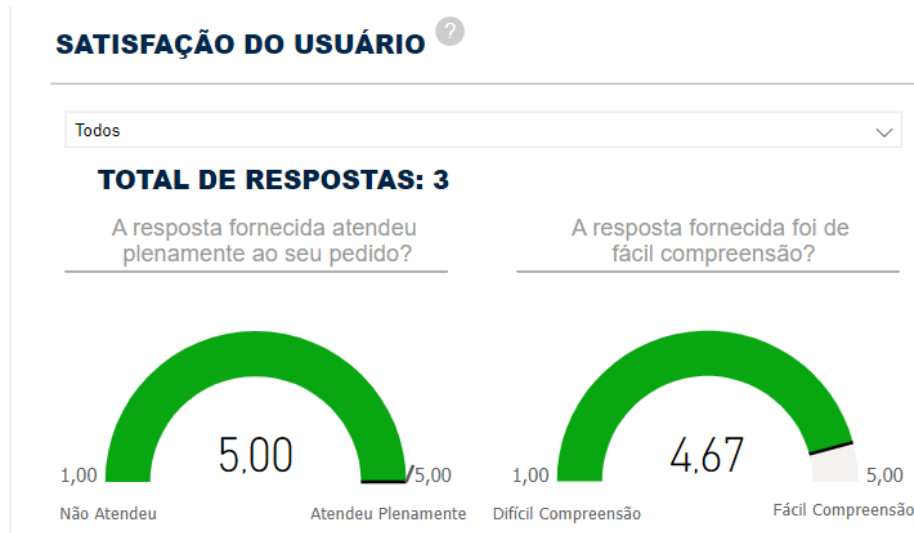 SATISFAÇÃO DO USUÁRIO ?
Todos
TOTAL DE RESPOSTAS: 3
A resposta fornecida atendeu
plenamente ao seu pedido?
5,00
1,00
5,00
Não Atendeu
Atendeu Plenamente
A resposta fornecida foi de
fácil compreensão?
4,67
1,00
5,00
Difícil Compreensão
Fácil Compreensão